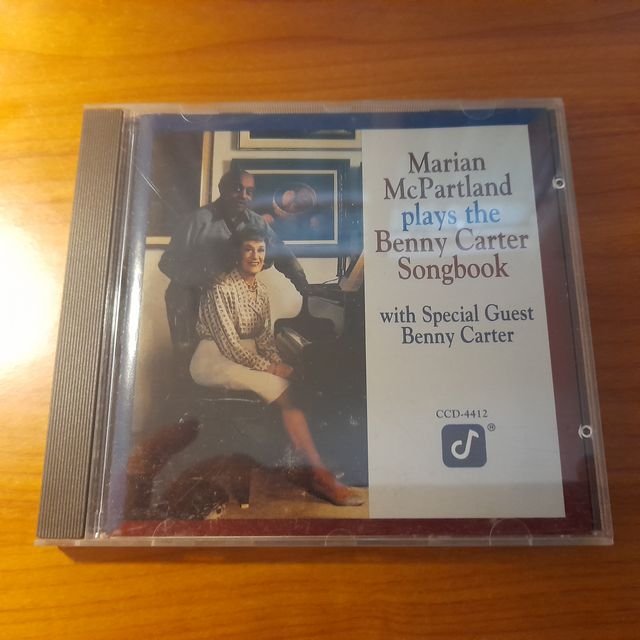 Marian
McPartland
plays the
Benny Carter
Songbook
with Special Guest
Benny Carter
CCD-4412
®